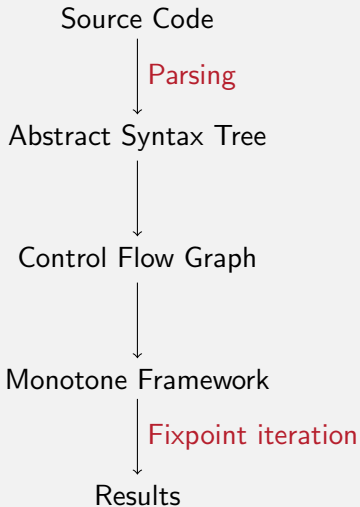 Source Code
Parsing
Abstract Syntax Tree
Control Flow Graph
Monotone Framework
Fixpoint iteration
Results